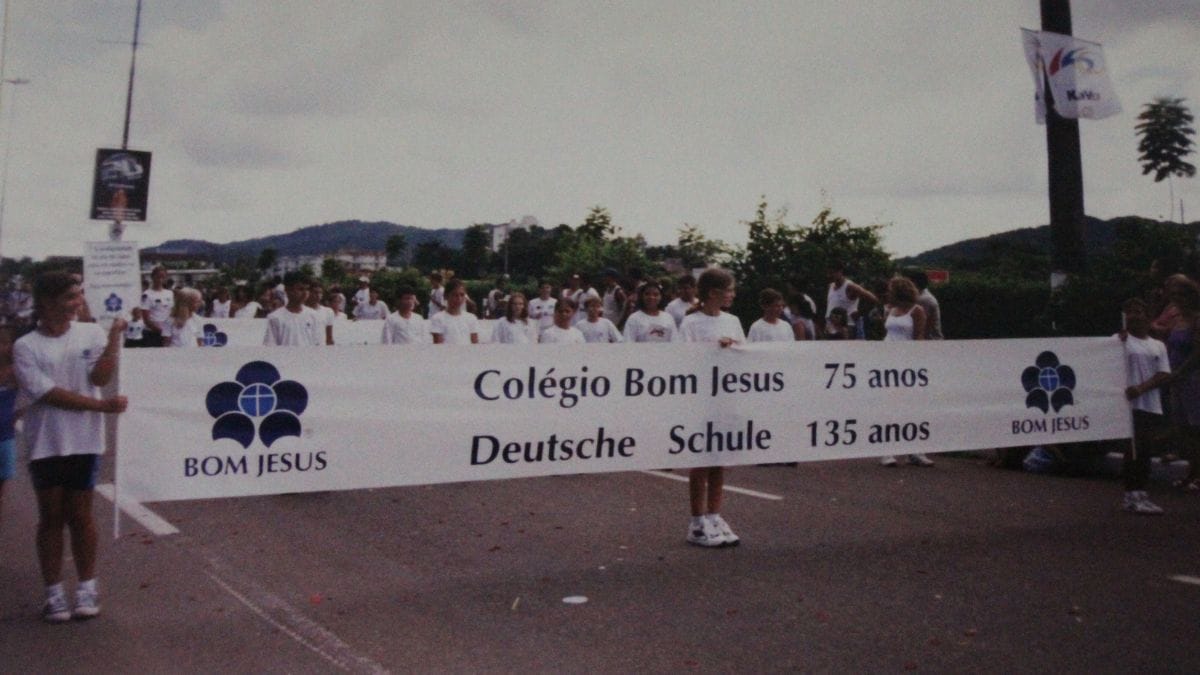 Colégio Bom Jesus 75 anos
Deutsche Schule 135 anos
BOM JESUS
BOM JESUS